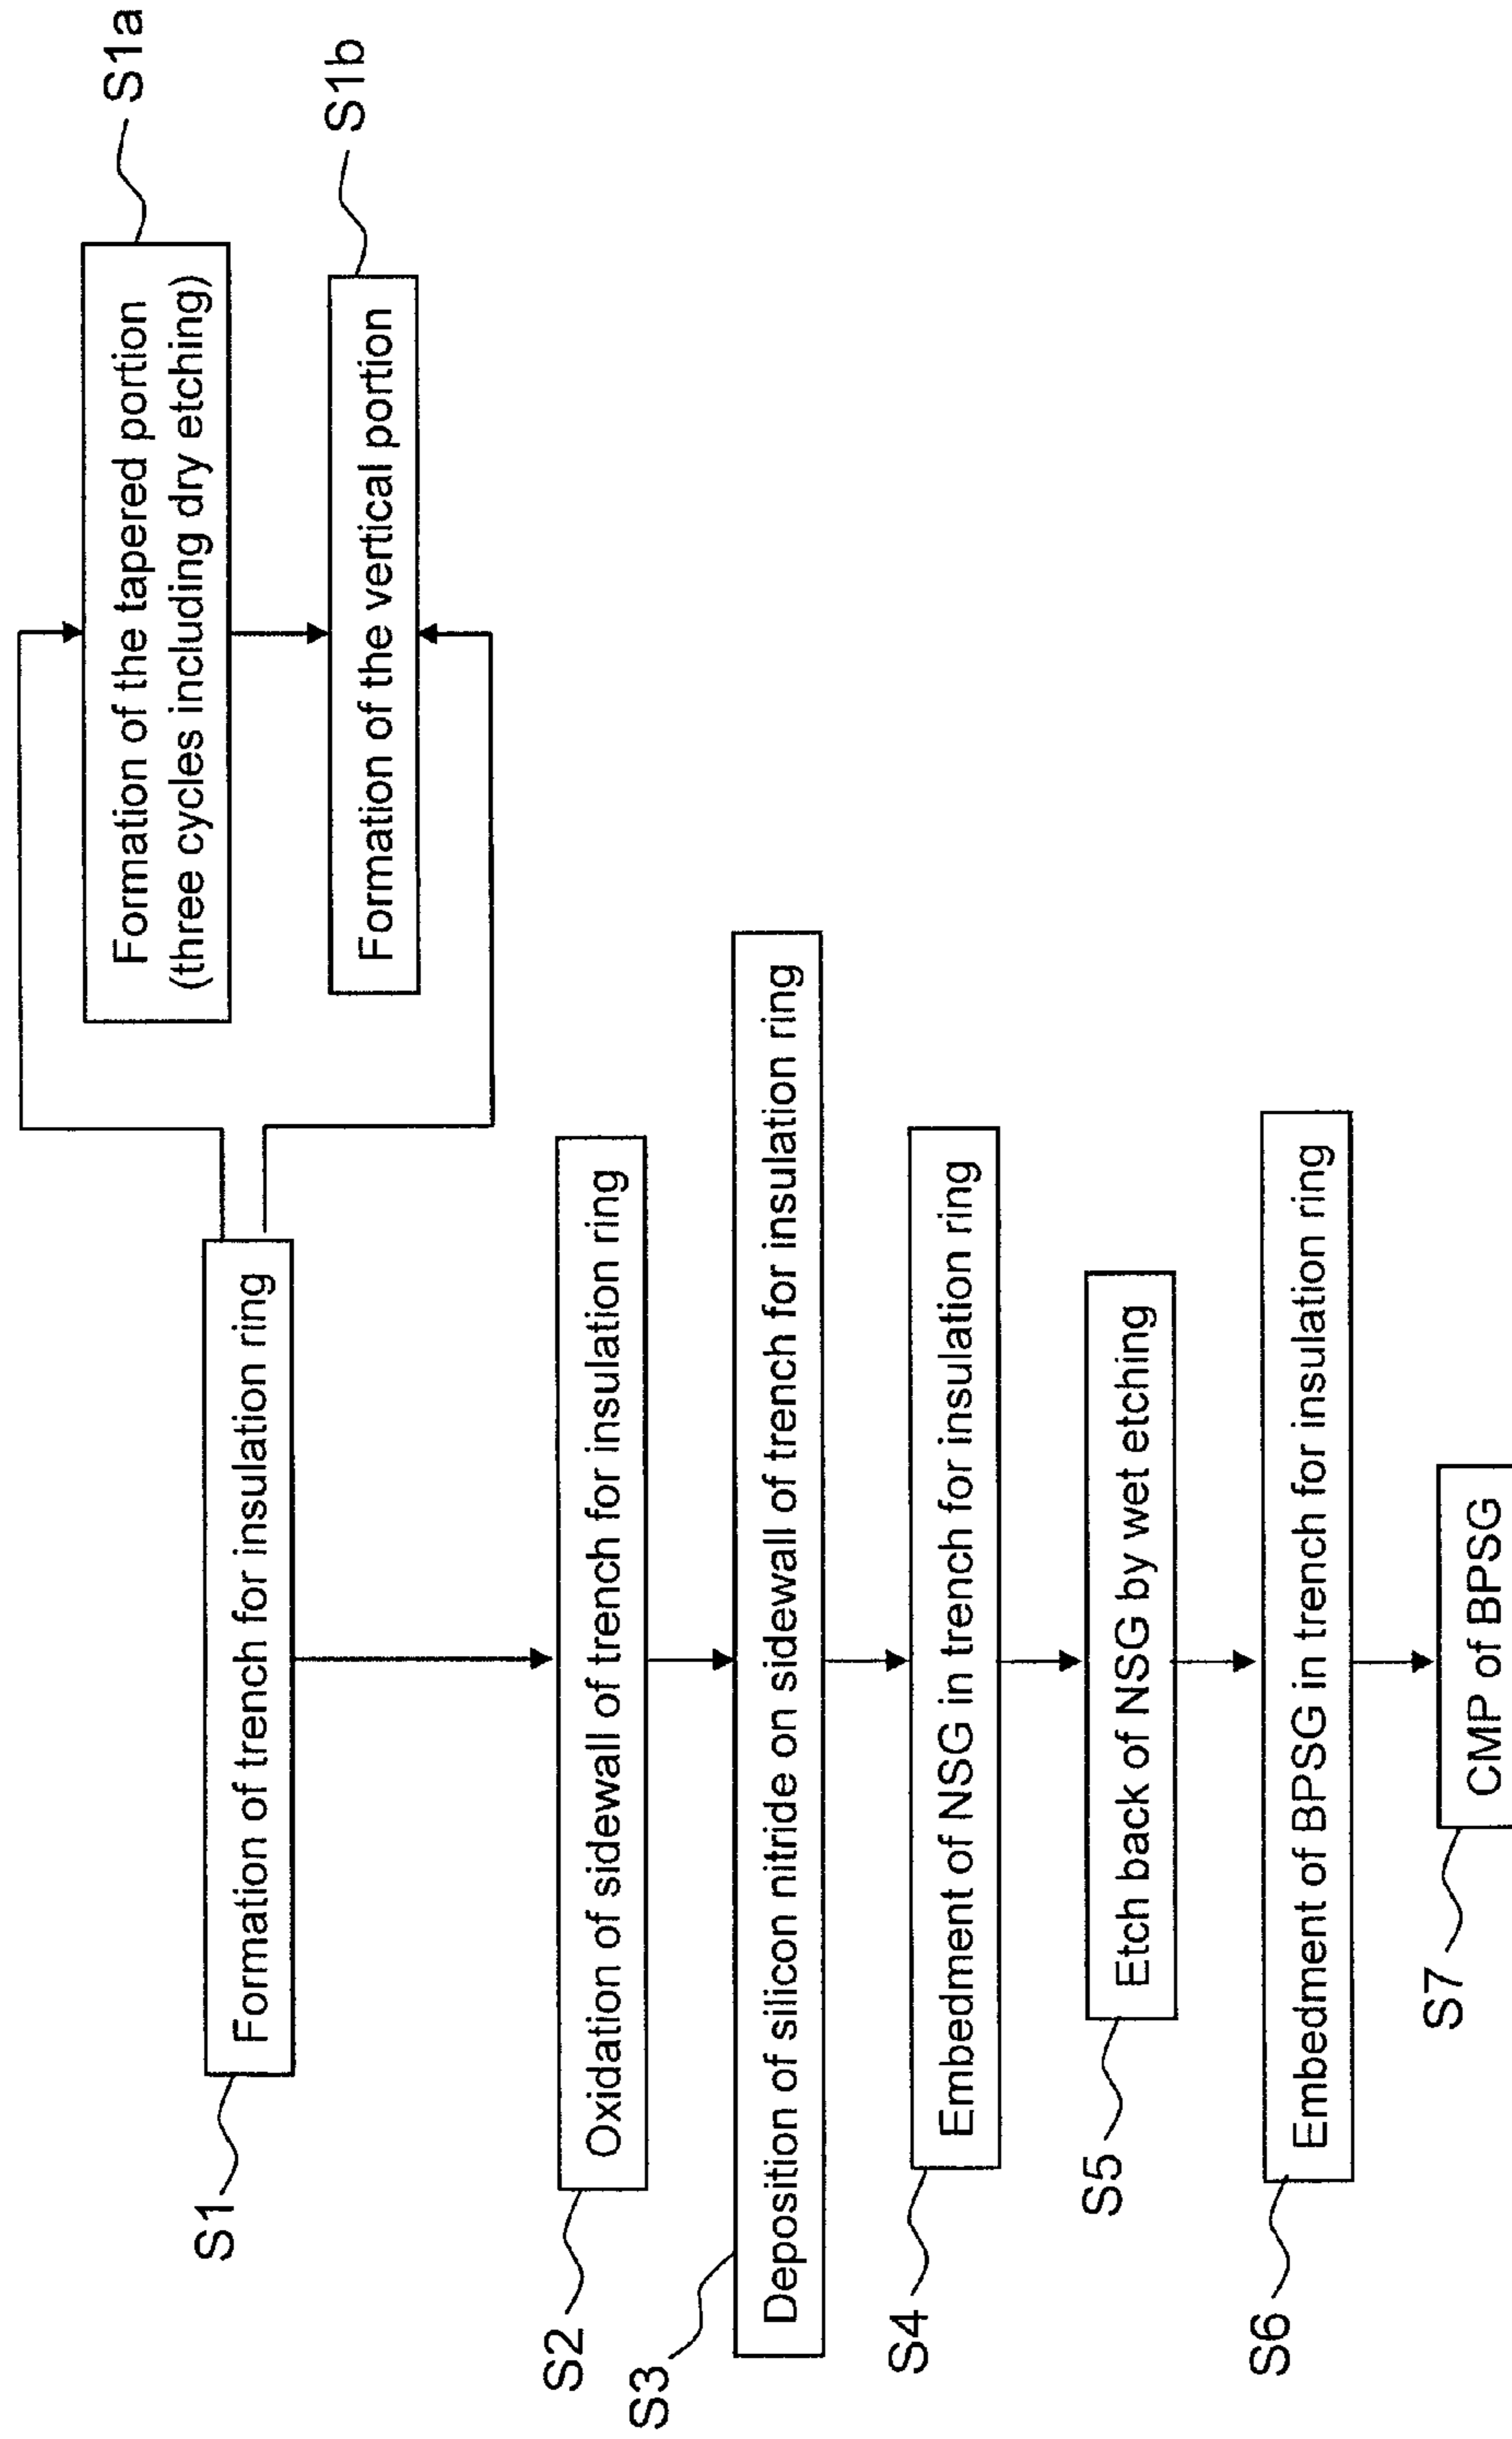 S1
Formation of trench for insulation ring
S1a
Formation of the tapered portion
(three cycles including dry etching)
S1b
Formation of the vertical portion
S2
Oxidation of sidewall of trench for insulation ring
S3
Deposition of silicon nitride on sidewall of trench for insulation ring
S4
Embedment of NSG in trench for insulation ring
S5
Etch back of NSG by wet etching
S6
Embedment of BPSG in trench for insulation ring
S7
CMP of BPSG